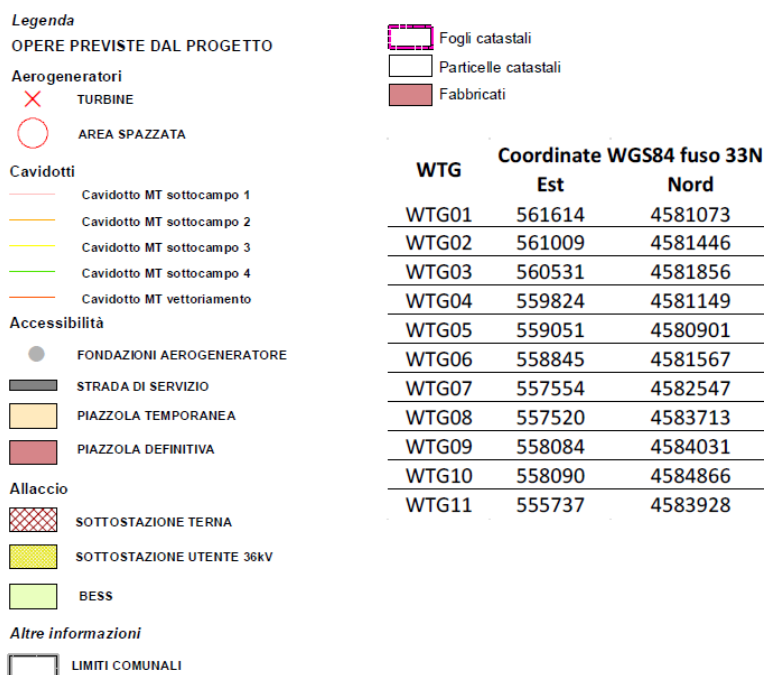 Legenda
OPERE PREVISTE DAL PROGETTO
Aerogeneratori
TURBINE
AREA SPAZZATA
Cavidotti
Cavidotto MT sottocampo 1
Cavidotto MT sottocampo 2
Cavidotto MT sottocampo 3
Cavidotto MT sottocampo 4
Cavidotto MT vettoriamento
Accessibilità
FONDAZIONI AEROGENERATORE
STRADA DI SERVIZIO
PIAZZOLA TEMPORANEA
PIAZZOLA DEFINITIVA
Allaccio
SOTTOSTAZIONE TERNA
SOTTOSTAZIONE UTENTE 36kV
BESS
Altre informazioni
LIMITI COMUNALI
Fogli catastali
Particelle catastali
Fabbricati
WTG Coordinate WGS84 fuso 33N
Est Nord
WTG01 561614 4581073
WTG02 561009 4581446
WTG03 560531 4581856
WTG04 559824 4581149
WTG05 559051 4580901
WTG06 558845 4581567
WTG07 557554 4582547
WTG08 557520 4583713
WTG09 558084 4584031
WTG10 558090 4584866
WTG11 555737 4583928